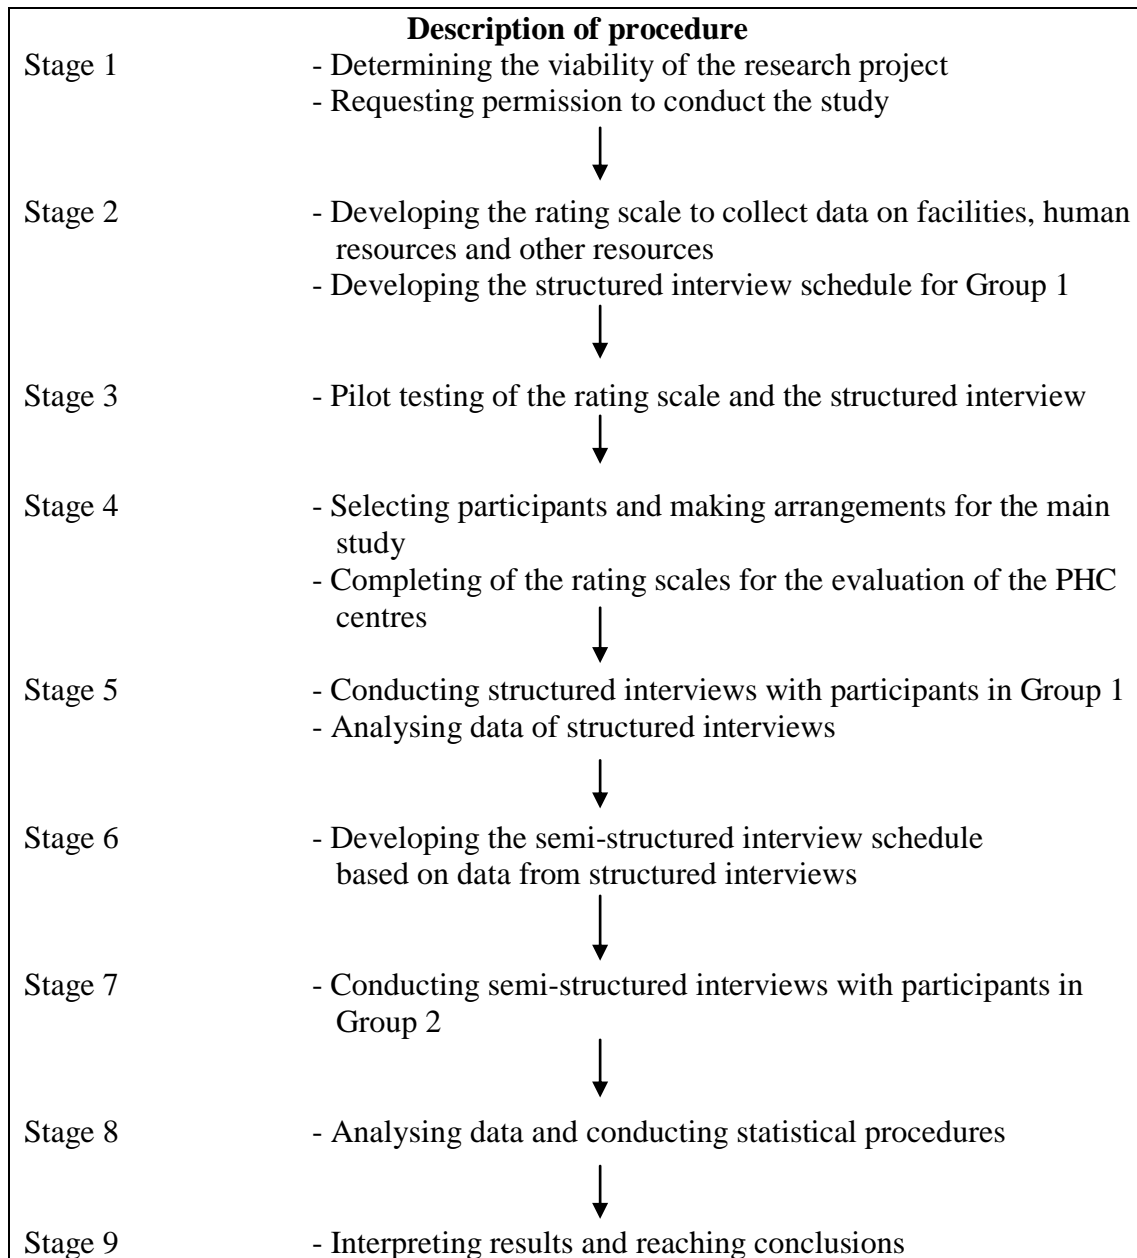 Description of procedure
Stage 1 - Determining the viability of the research project
- Requesting permission to conduct the study
Stage 2 - Developing the rating scale to collect data on facilities, human
resources and other resources
- Developing the structured interview schedule for Group 1
Stage 3 - Pilot testing of the rating scale and the structured interview
Stage 4 - Selecting participants and making arrangements for the main
study
- Completing of the rating scales for the evaluation of the PHC
centres
Stage 5 - Conducting structured interviews with participants in Group 1
- Analysing data of structured interviews
Stage 6 - Developing the semi-structured interview schedule
based on data from structured interviews
Stage 7 - Conducting semi-structured interviews with participants in
Group 2
Stage 8 - Analysing data and conducting statistical procedures
Stage 9 - Interpreting results and reaching conclusions